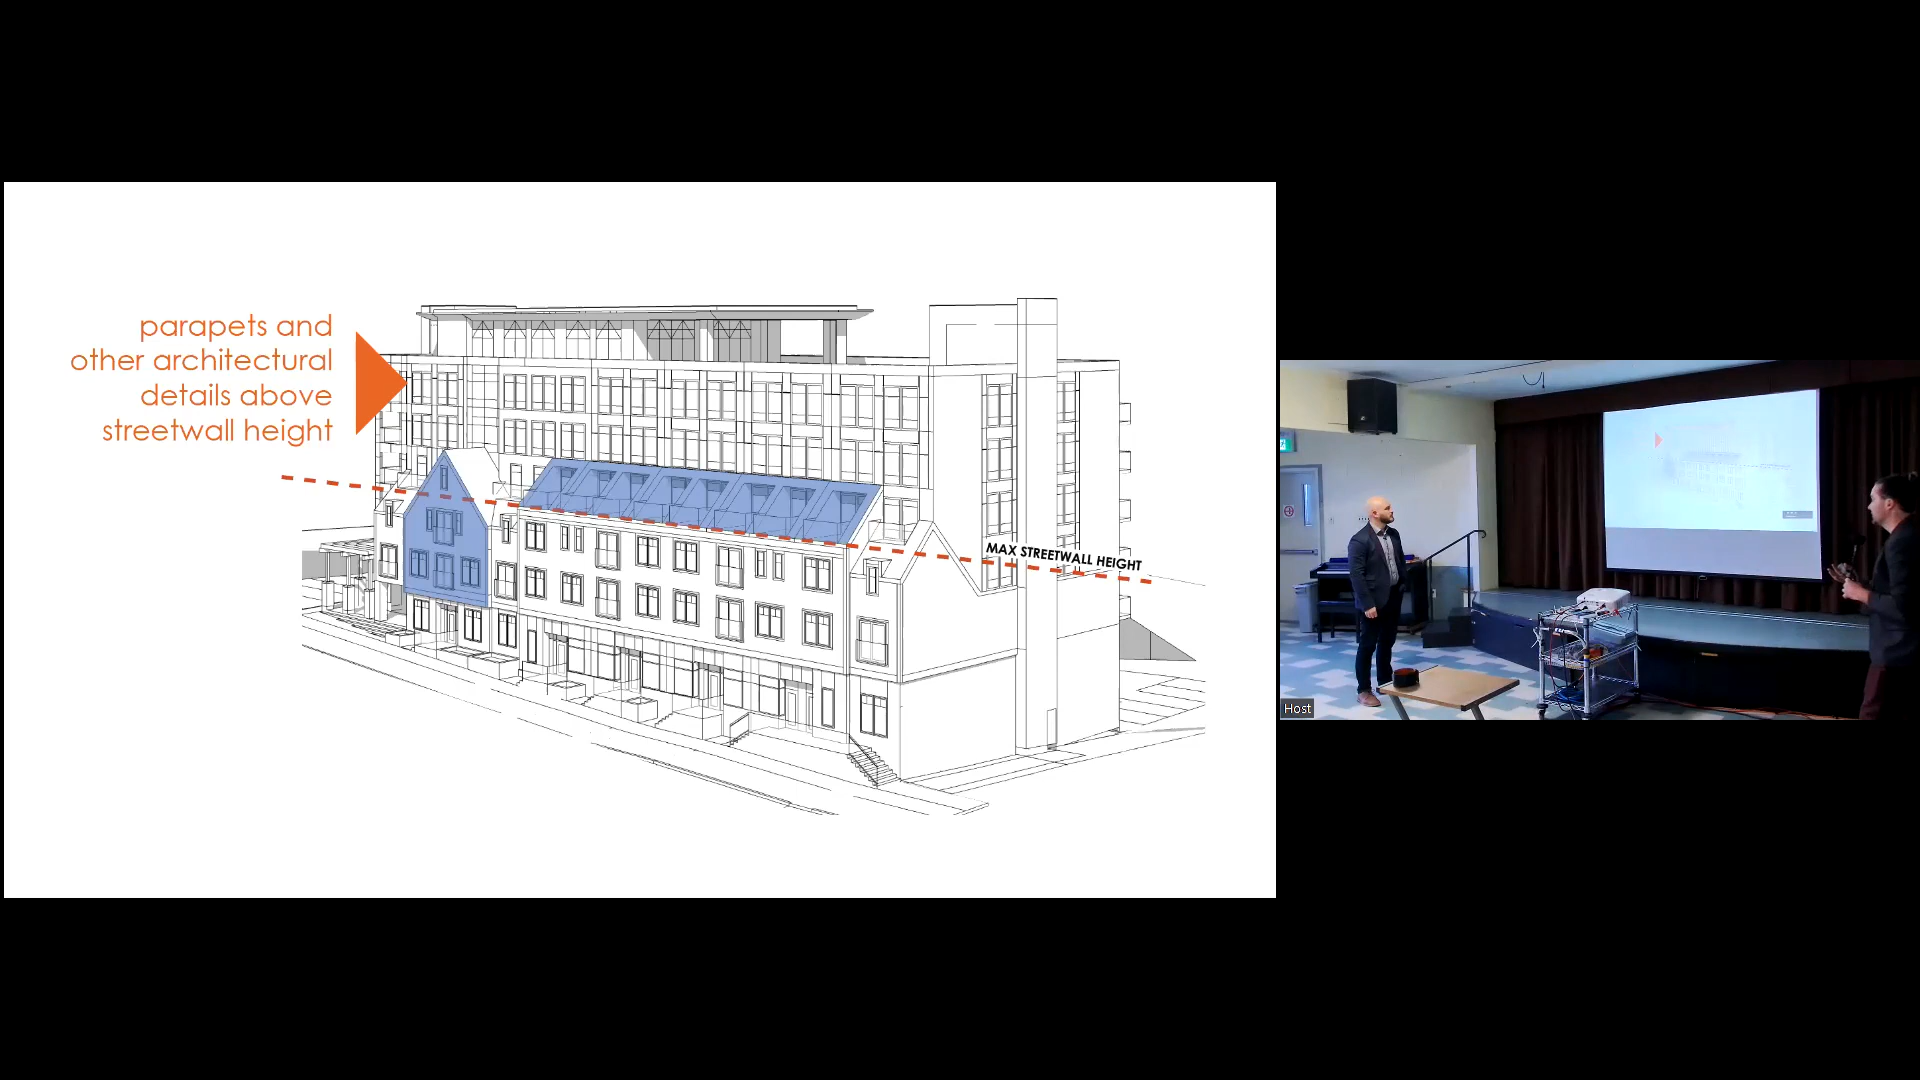 parapets and
other architectural
details above
streetwall height
MAX STREETWALL HEIGHT
Host